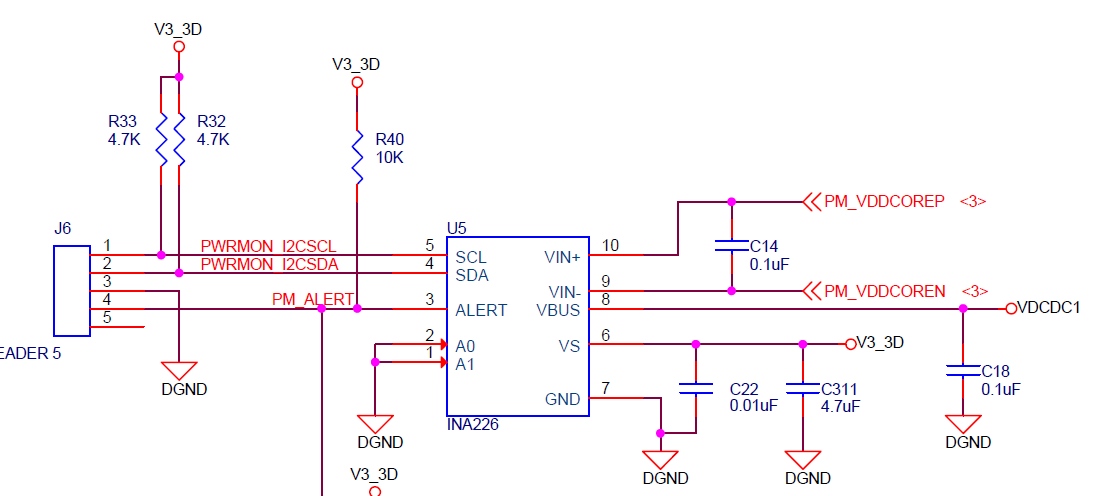 V3_3D
V3_3D
R33
4.7K
R32
4.7K
R40
10K
PM_VDDCOREP <3>
J6
U5
1
PWRMON_I2CSCL
5
SCL
VIN+
10
C14
0.1uF
2
PWRMON_I2CSDA
4
SDA
3
VIN-
9
PM_VDDCOREN <3>
4
PM_ALERT
3
ALERT
VBUS
8
VDCDC1
5
2
A0
VS
6
V3_3D
EADER 5
1
A1
C18
0.1uF
DGND
GND
7
C22
0.01uF
C311
4.7uF
INA226
DGND
DGND
V3_3D
DGND
DGND